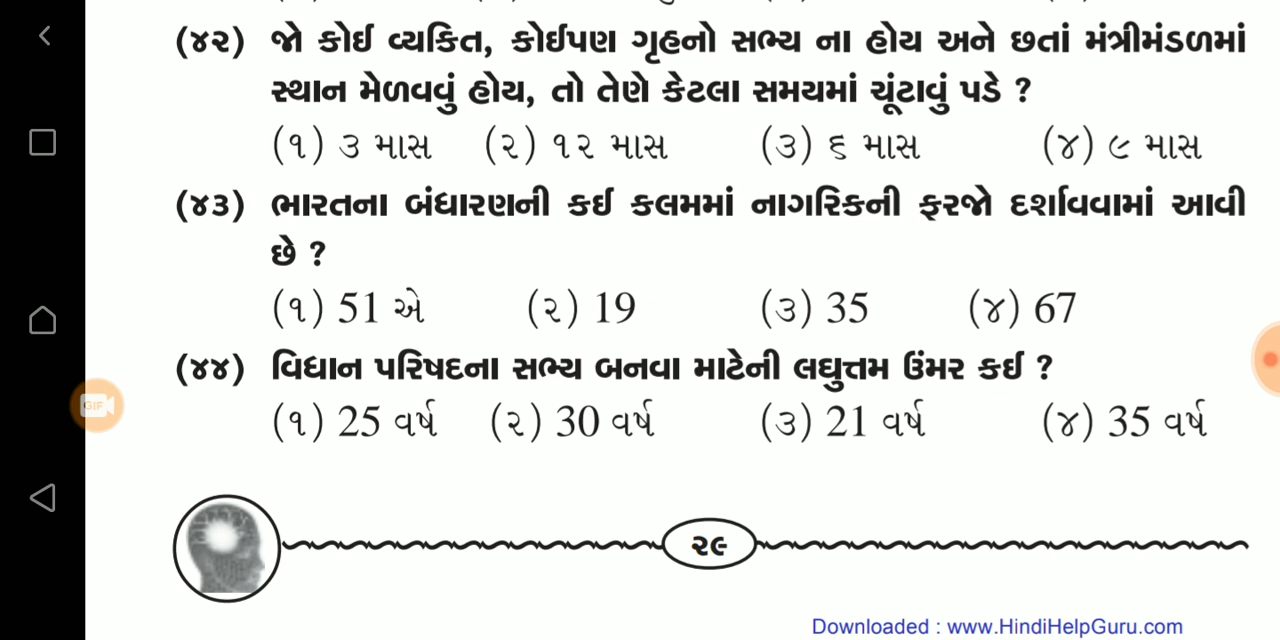 (૪૨) જો કોઈ વ્યકિત, કોઈપણ ગૃહનો સભ્ય ના હોય અને છતાં મંત્રીમંડળમાં
સ્થાન મેળવવું હોય, તો તેણે કેટલા સમયમાં ચૂંટાવું પડે ?
(૧) ૩ માસ (૨) ૧૨ માસ (૩) ૬ માસ (૪) ૯ માસ
(૪૩) ભારતના બંધારણની કઈ કલમમાં નાગરિકની ફરજો દર્શાવવામાં આવી
છે ?
(૧) 51 એ (૨) 19 (૩) 35 (૪) 67
(૪૪) વિધાન પરિષદના સભ્ય બનવા માટેની લઘુત્તમ ઉંમર કઈ ?
(૧) 25 વર્ષ (૨) 30 વર્ષ (૩) 21 વર્ષ (૪) 35 વર્ષ
GIF
૨૯
Downloaded : www.HindiHelpGuru.com